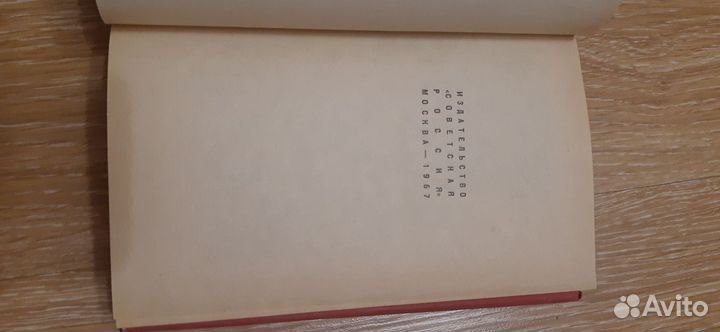 ИЗДАТЕЛЬСТВО
«СОВЕТСКАЯ
РОССИЯ»
МОСКВА — 1967
Avito